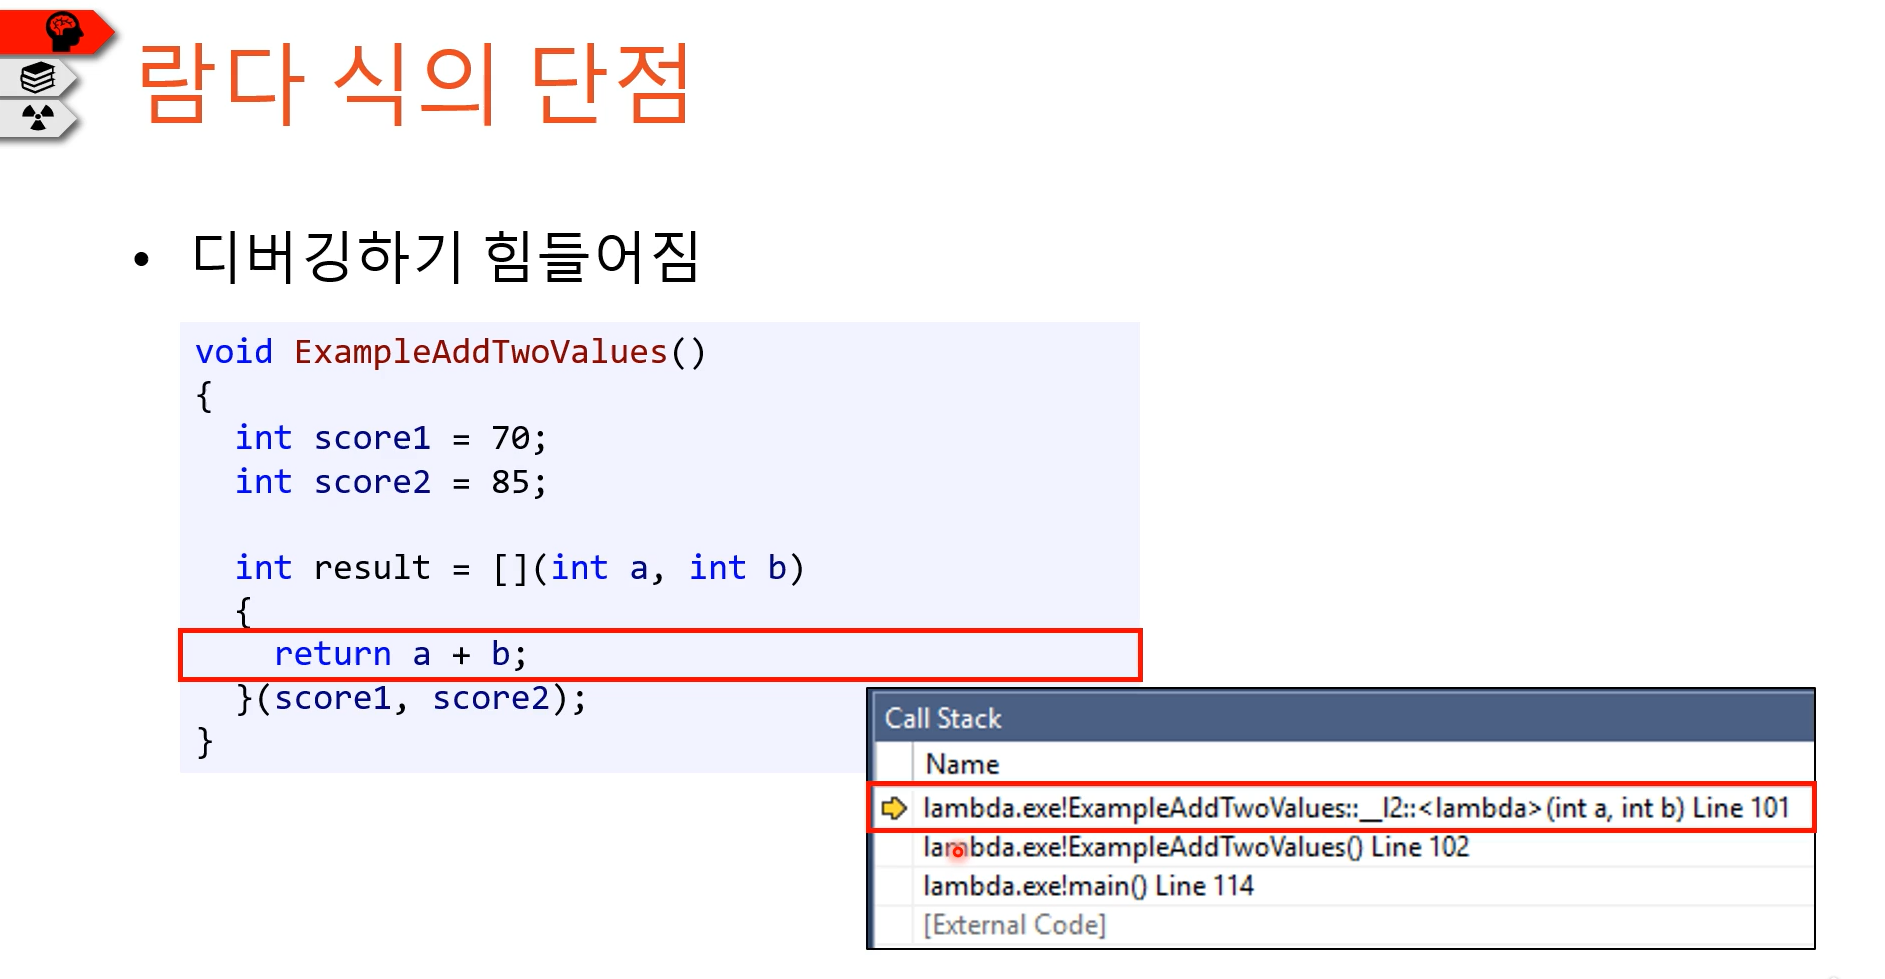 람다 식의 단점
• 디버깅하기 힘들어짐
void ExampleAddTwoValues()
{
int score1 = 70;
int score2 = 85;
int result = [](int a, int b)
{
return a + b;
}(score1, score2);
}
Call Stack
Name
lambda.exe!ExampleAddTwoValues::__l2::<lambda>(int a, int b) Line 101
lambda.exe!ExampleAddTwoValues() Line 102
lambda.exe!main() Line 114
[External Code]